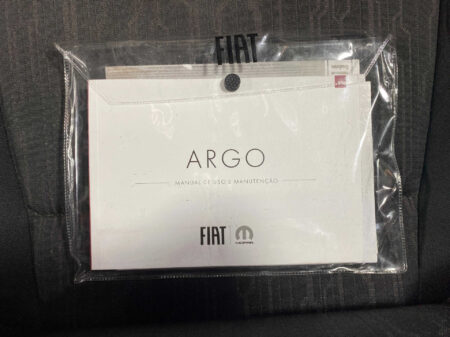 FIAT
ARGO
MANUAL DE USO E MANUTENÇÃO
FIAT